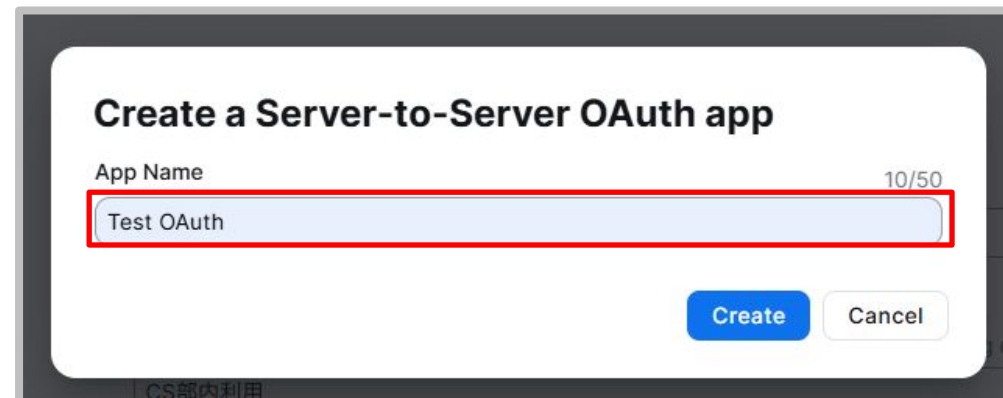 Create a Server-to-Server OAuth app
App Name
10/50
Test OAuth
Create
Cancel
CS部内利用